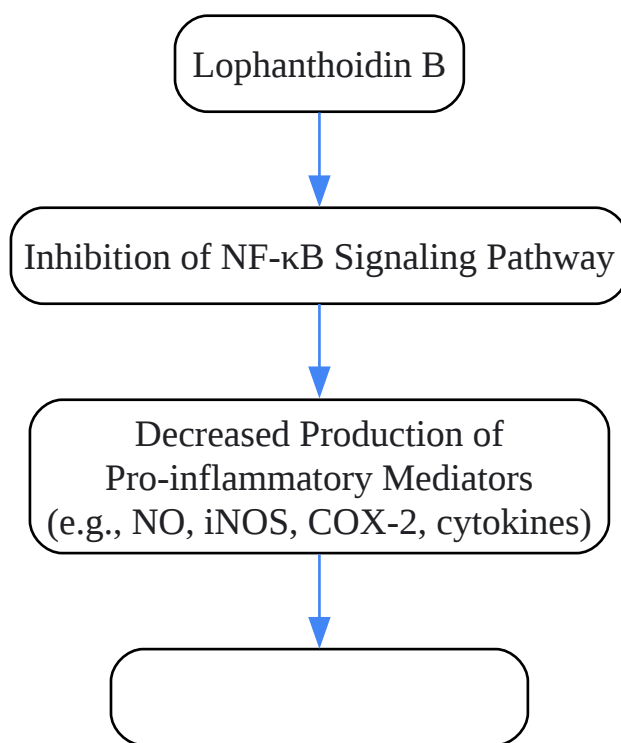 Lophanthoidin B
Inhibition of NF-κB Signaling Pathway
Decreased Production of
Pro-inflammatory Mediators
(e.g., NO, iNOS, COX-2, cytokines)